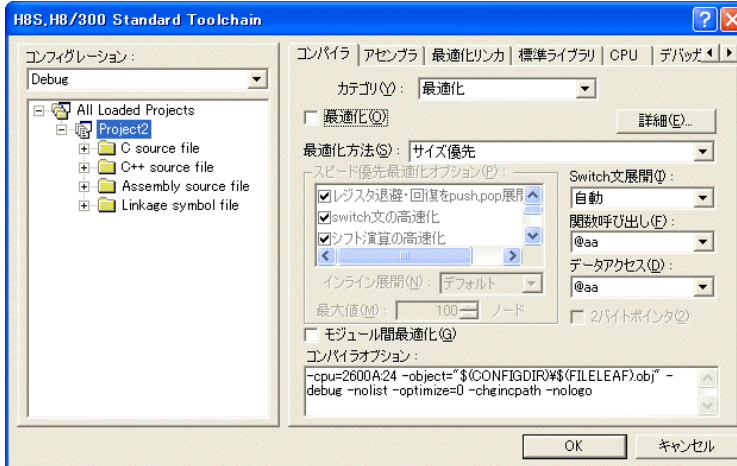 H8S,H8/300 Standard Toolchain
コンフィグレーション :
Debug
All Loaded Projects
Project2
C source file
C++ source file
Assembly source file
Linkage symbol file
コンパイラ アセンブラ 最適化リンカ 標準ライブラリ CPU デバッガ
カテゴリ(Y) : 最適化
最適化(O)
詳細(E)...
最適化方法(S) : サイズ優先
スピード優先最適化オプション(P) :
レジスタ退避・回復をpush,pop展開
switch文の高速化
シフト演算の高速化
インライン展開(N) : デフォルト
最大値(M) : 100 ノード
Switch文展開(I) :
自動
関数呼び出し(F) :
@aa
データアクセス(D) :
@aa
2バイトポインタ(2)
モジュール間最適化(G)
コンパイラオプション :
-cpu=2600A:24 -object="$(CONFIGDIR)¥$(FILELEAF).obj" -
debug -nolist -optimize=0 -chgincpath -nologo
OK キャンセル